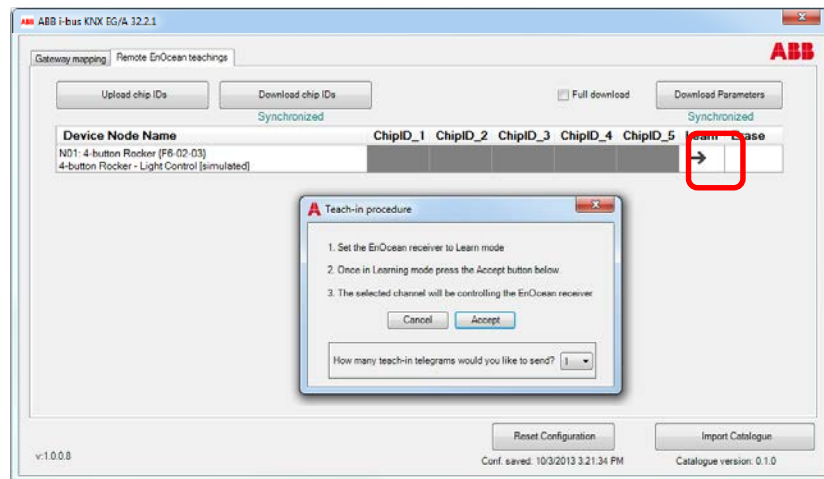 ABB ABB i-bus KNX EG/A 32.2.1
ABB
Gateway mapping Remote EnOcean teachings
Upload chip IDs Download chip IDs Full download Download Parameters
Synchronized Synchronized
Device Node Name ChipID_1 ChipID_2 ChipID_3 ChipID_4 ChipID_5 Learn Erase
N01: 4-button Rocker {F6-02-03}
4-button Rocker - Light Control [simulated]
Teach-in procedure
1. Set the EnOcean receiver to Learn mode
2. Once in Learning mode press the Accept button below.
3. The selected channel will be controlling the EnOcean receiver
Cancel Accept
How many teach-in telegrams would you like to send? 1
Reset Configuration Import Catalogue
v:1.0.0.8 Conf. saved: 10/3/2013 3:21:34 PM Catalogue version: 0.1.0